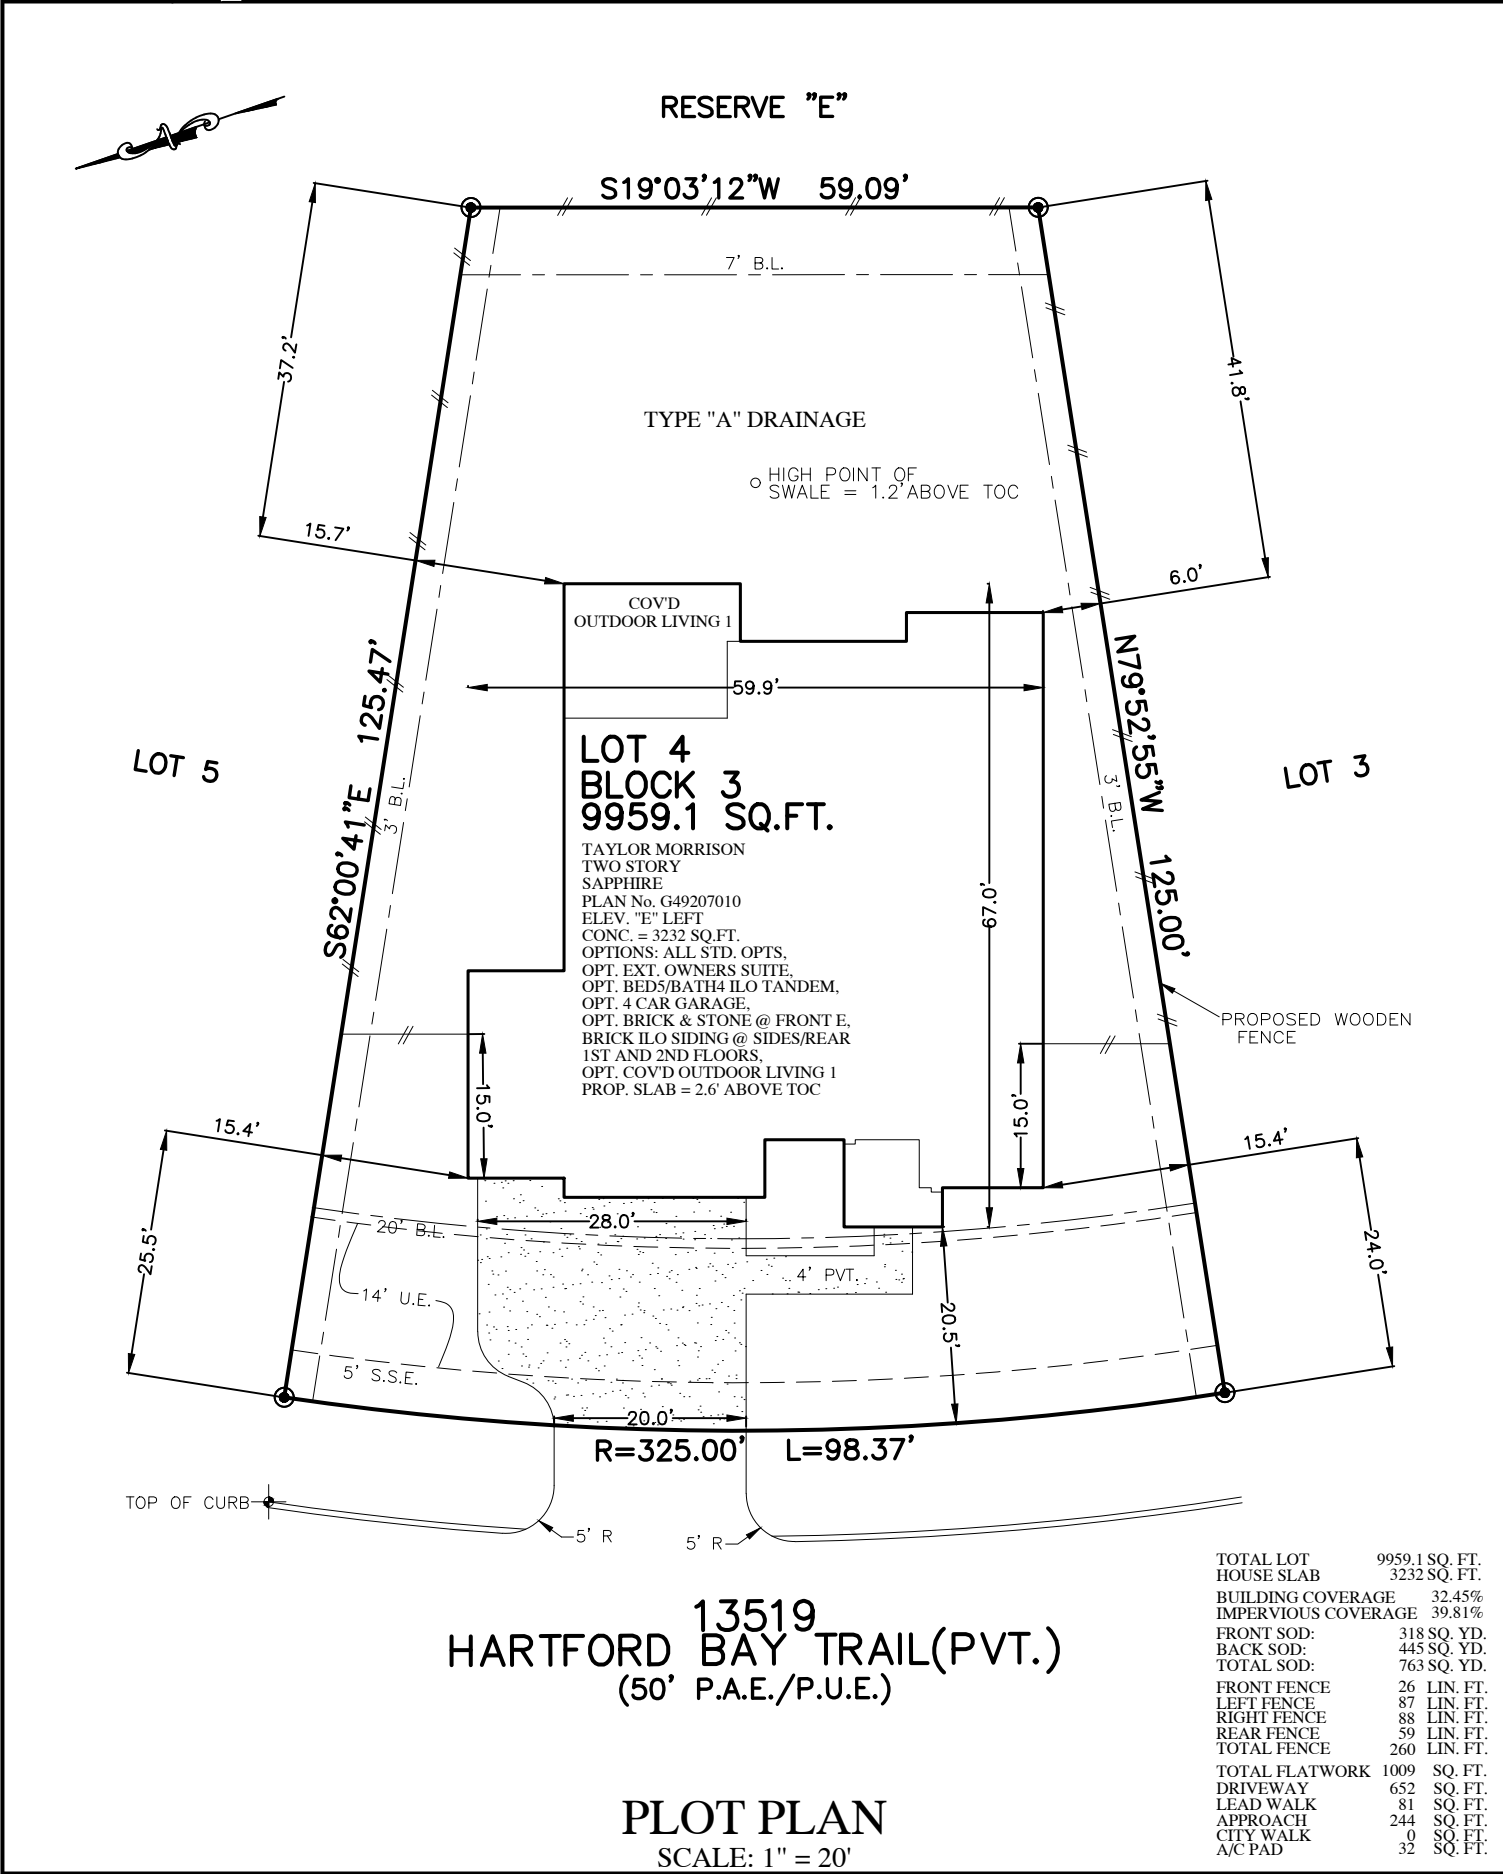 RESERVE "E"
S19°03'12"W 59.09'
7' B.L.
37.2'
41.8'
TYPE "A" DRAINAGE
HIGH POINT OF
SWALE = 1.2' ABOVE TOC
15.7'
6.0'
COV'D
OUTDOOR LIVING 1
59.9'
S62°00'41"E 125.47'
N79°52'55"W 125.00'
LOT 5
LOT 3
3' B.L.
3' B.L.
LOT 4
BLOCK 3
9959.1 SQ.FT.
TAYLOR MORRISON
TWO STORY
SAPPHIRE
PLAN No. G49207010
ELEV. "E" LEFT
CONC. = 3232 SQ.FT.
OPTIONS: ALL STD. OPTS,
OPT. EXT. OWNERS SUITE,
OPT. BED5/BATH4 ILO TANDEM,
OPT. 4 CAR GARAGE,
OPT. BRICK & STONE @ FRONT E,
BRICK ILO SIDING @ SIDES/REAR
1ST AND 2ND FLOORS,
OPT. COV'D OUTDOOR LIVING 1
PROP. SLAB = 2.6' ABOVE TOC
67.0'
PROPOSED WOODEN
FENCE
15.0'
15.0'
15.4'
15.4'
25.5'
24.0'
28.0'
20' B.L.
4' PVT.
14' U.E.
20.5'
5' S.S.E.
20.0'
R=325.00' L=98.37'
TOP OF CURB
5' R
5' R
13519
HARTFORD BAY TRAIL(PVT.)
(50' P.A.E./P.U.E.)
PLOT PLAN
SCALE: 1" = 20'
TOTAL LOT 9959.1 SQ. FT.
HOUSE SLAB 3232 SQ. FT.
BUILDING COVERAGE 32.45%
IMPERVIOUS COVERAGE 39.81%
FRONT SOD: 318 SQ. YD.
BACK SOD: 445 SQ. YD.
TOTAL SOD: 763 SQ. YD.
FRONT FENCE 26 LIN. FT.
LEFT FENCE 87 LIN. FT.
RIGHT FENCE 88 LIN. FT.
REAR FENCE 59 LIN. FT.
TOTAL FENCE 260 LIN. FT.
TOTAL FLATWORK 1009 SQ. FT.
DRIVEWAY 652 SQ. FT.
LEAD WALK 81 SQ. FT.
APPROACH 244 SQ. FT.
CITY WALK 0 SQ. FT.
A/C PAD 32 SQ. FT.